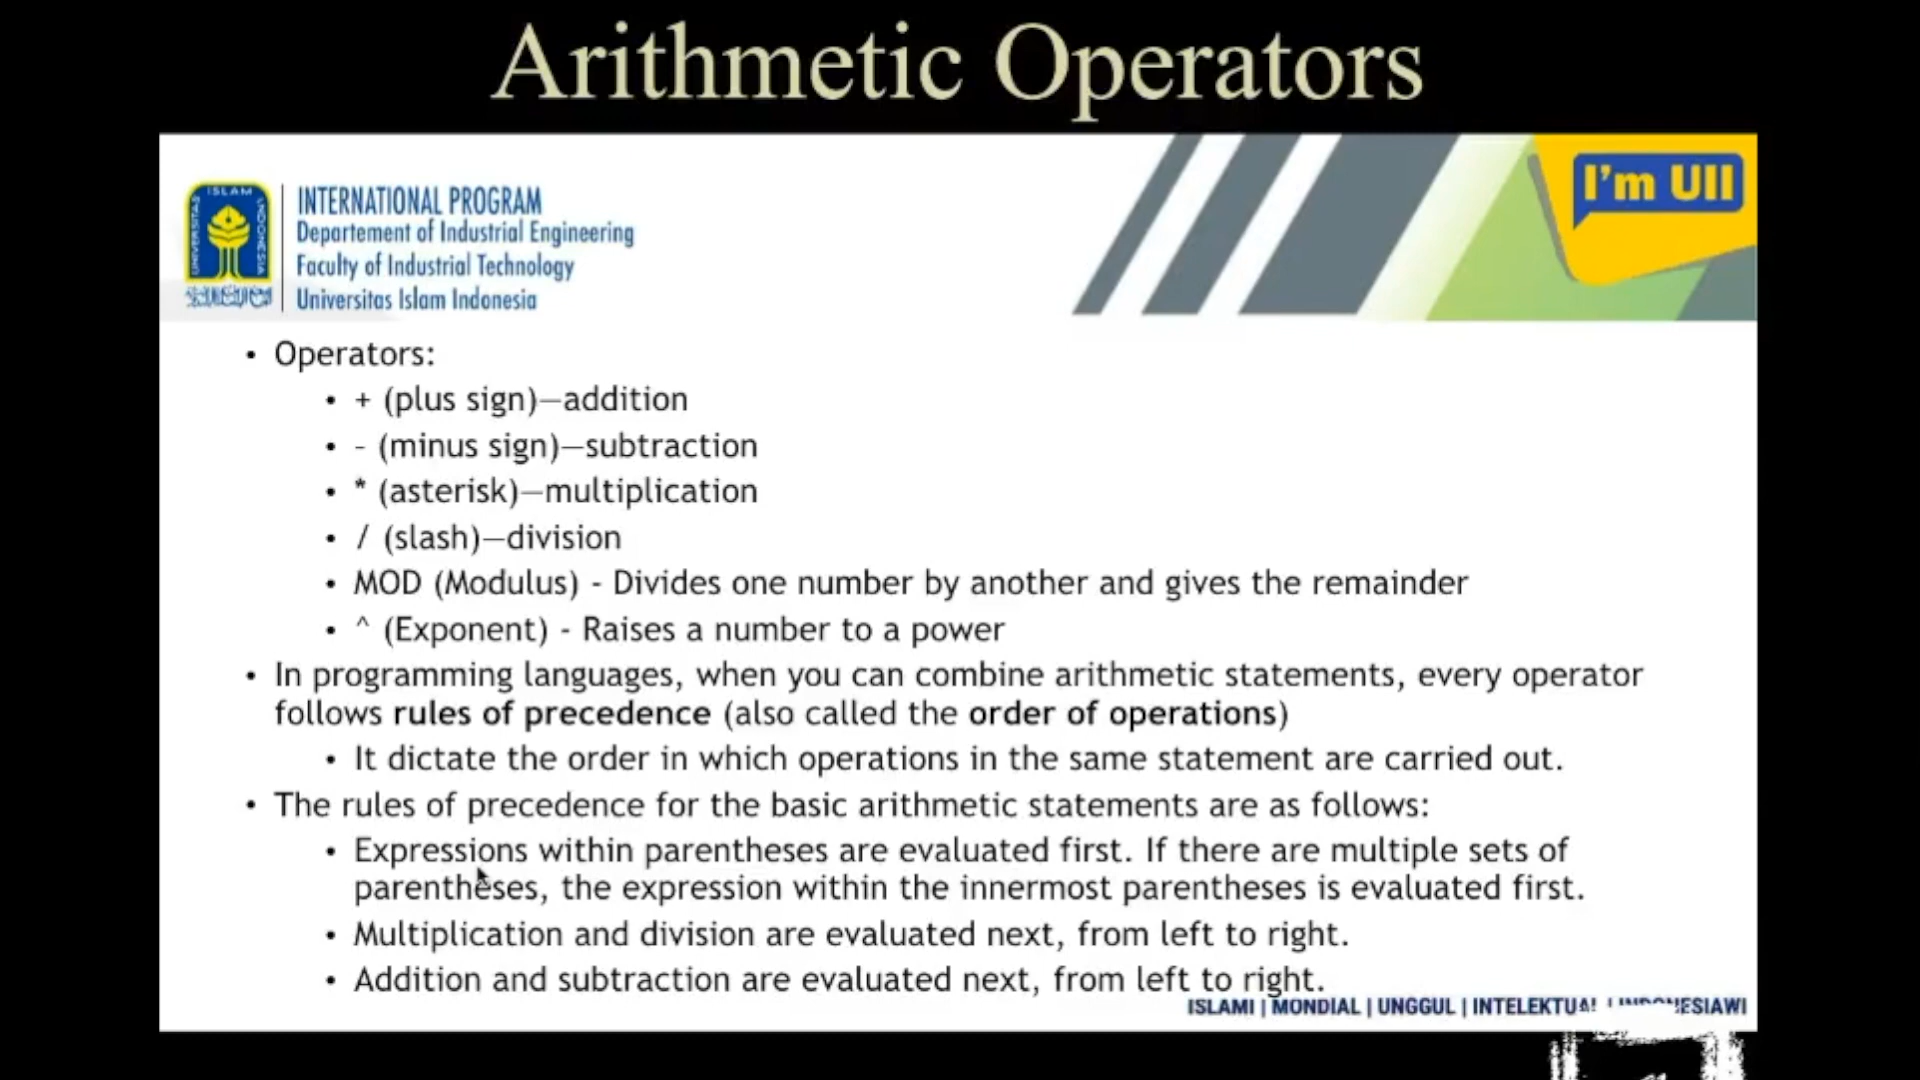 Arithmetic Operators
ISLAM
UNIVERSITAS
INDONESIA
INTERNATIONAL PROGRAM
Departement of Industrial Engineering
Faculty of Industrial Technology
Universitas Islam Indonesia
I'm UII
• Operators:
• + (plus sign)—addition
• - (minus sign)—subtraction
• * (asterisk)—multiplication
• / (slash)—division
• MOD (Modulus) - Divides one number by another and gives the remainder
• ^ (Exponent) - Raises a number to a power
• In programming languages, when you can combine arithmetic statements, every operator
follows rules of precedence (also called the order of operations)
• It dictate the order in which operations in the same statement are carried out.
• The rules of precedence for the basic arithmetic statements are as follows:
• Expressions within parentheses are evaluated first. If there are multiple sets of
parentheses, the expression within the innermost parentheses is evaluated first.
• Multiplication and division are evaluated next, from left to right.
• Addition and subtraction are evaluated next, from left to right.
ISLAMI | MONDIAL | UNGGUL | INTELEKTUAL | INDONESIAWI